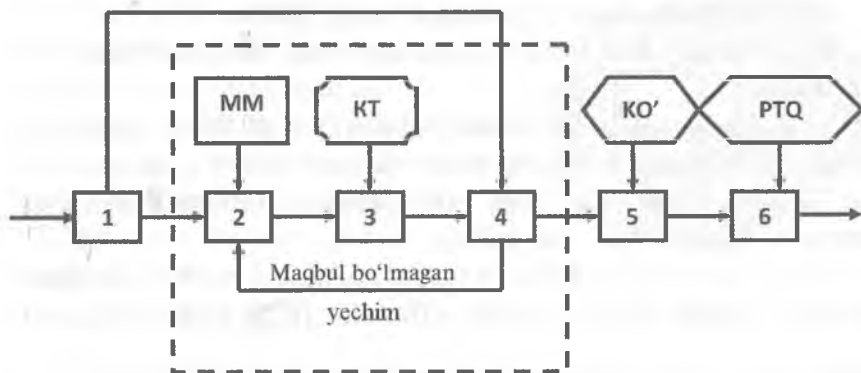 MM
KT
KO’
PTQ
1
2
3
4
5
6
Maqbul bo‘lmagan
yechim